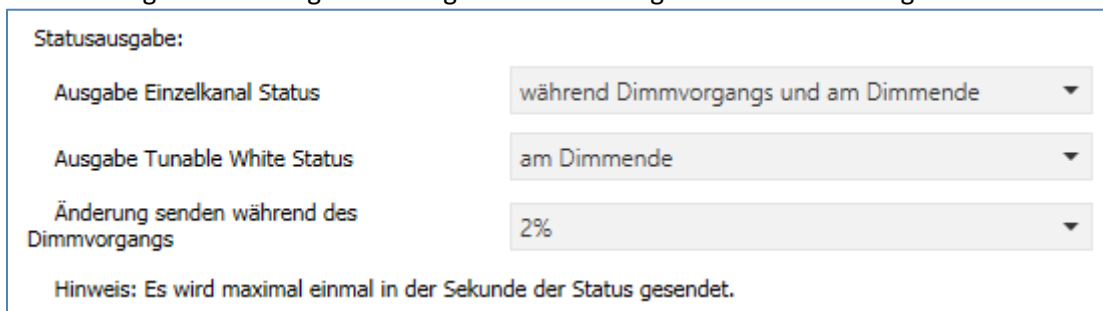 Statusausgabe:
Ausgabe Einzelkanal Status während Dimmvorgangs und am Dimmende
Ausgabe Tunable White Status am Dimmende
Änderung senden während des
Dimmvorgangs 2%
Hinweis: Es wird maximal einmal in der Sekunde der Status gesendet.